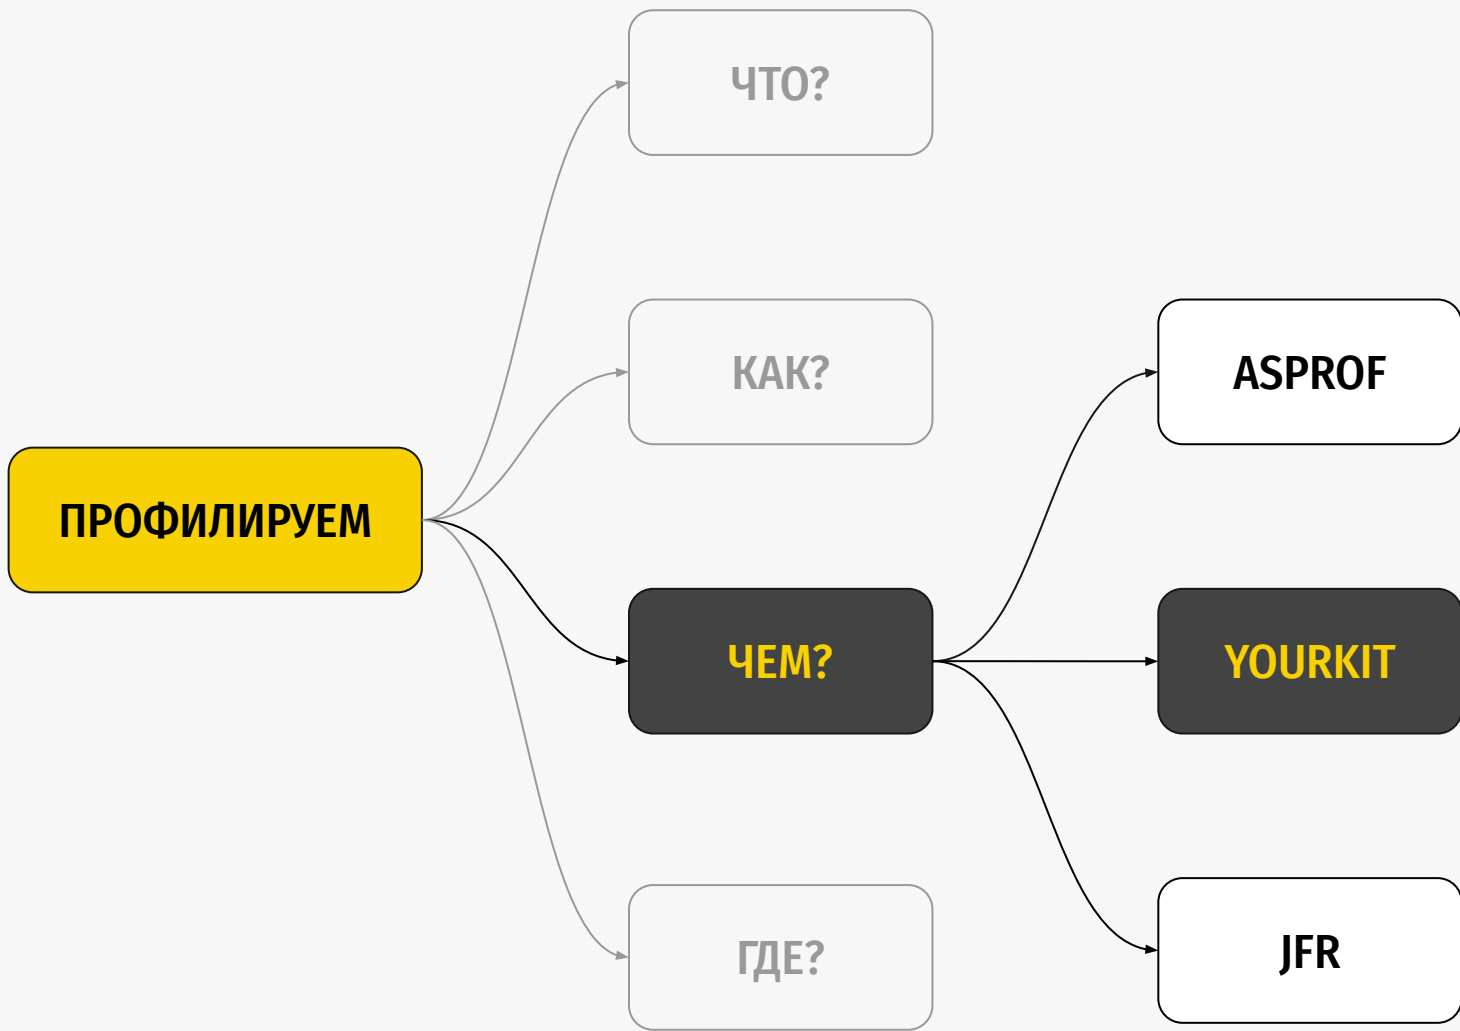 ЧТО?
КАК?
ASPROF
ПРОФИЛИРУЕМ
ЧЕМ?
YOURKIT
ГДЕ?
JFR